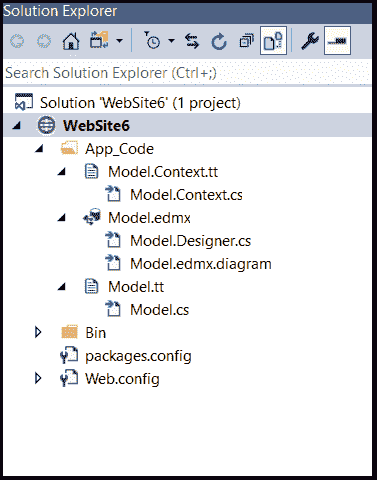 Solution Explorer
Search Solution Explorer (Ctrl+;)
Solution 'WebSite6' (1 project)
WebSite6
App_Code
Model.Context.tt
Model.Context.cs
Model.edmx
Model.Designer.cs
Model.edmx.diagram
Model.tt
Model.cs
Bin
packages.config
Web.config